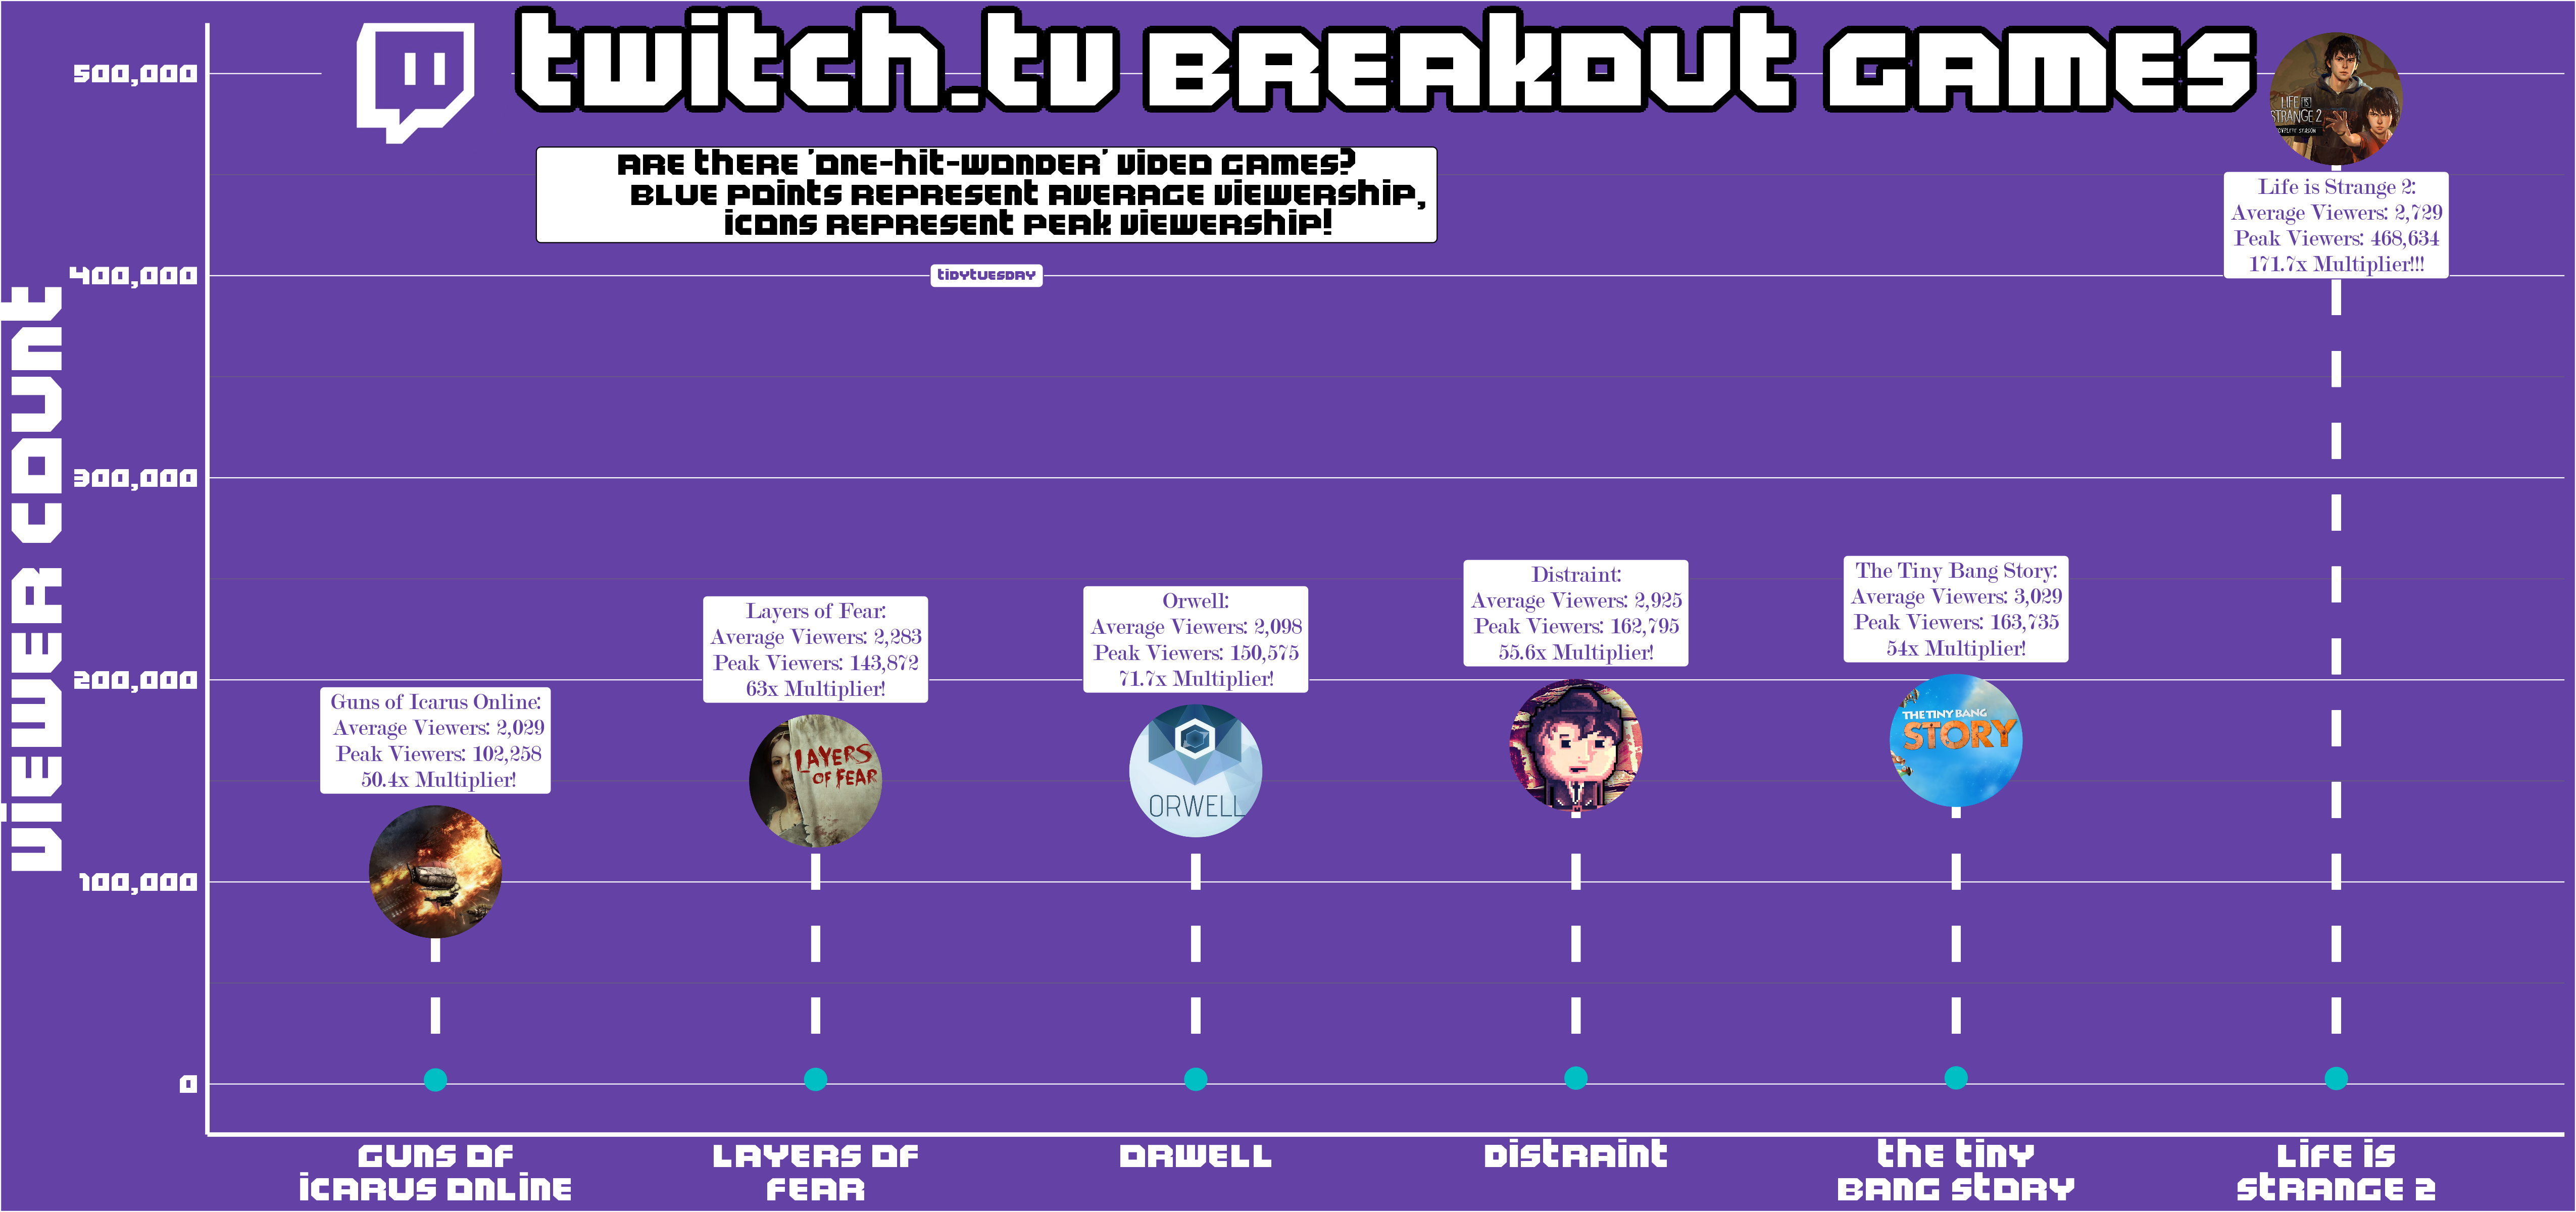 twitch.tv Breakout Games
Are there 'one-hit-wonder' video games?
Blue points represent average viewership,
icons represent peak viewership!
tidytuesday
Viewer Count
500,000
400,000
300,000
200,000
100,000
0
Guns of Icarus Online:
Average Viewers: 2,029
Peak Viewers: 102,258
50.4x Multiplier!
Layers of Fear:
Average Viewers: 2,283
Peak Viewers: 143,872
63x Multiplier!
LAYERS
OF FEAR
Orwell:
Average Viewers: 2,098
Peak Viewers: 150,575
71.7x Multiplier!
ORWELL
Distraint:
Average Viewers: 2,925
Peak Viewers: 162,795
55.6x Multiplier!
The Tiny Bang Story:
Average Viewers: 3,029
Peak Viewers: 163,735
54x Multiplier!
THE TINY BANG
STORY
LIFE IS
STRANGE 2
COMPLETE SEASON
Life is Strange 2:
Average Viewers: 2,729
Peak Viewers: 468,634
171.7x Multiplier!!!
Guns of
Icarus Online
Layers of
Fear
Orwell
Distraint
The Tiny
Bang Story
Life is
Strange 2